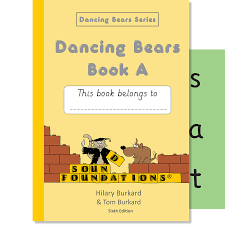 Dancing Bears Series
Dancing Bears
Book A
This book belongs to
SOUND
FOUNDATIONS®
Hilary Burkard
& Tom Burkard
Sixth Edition
s
a
t